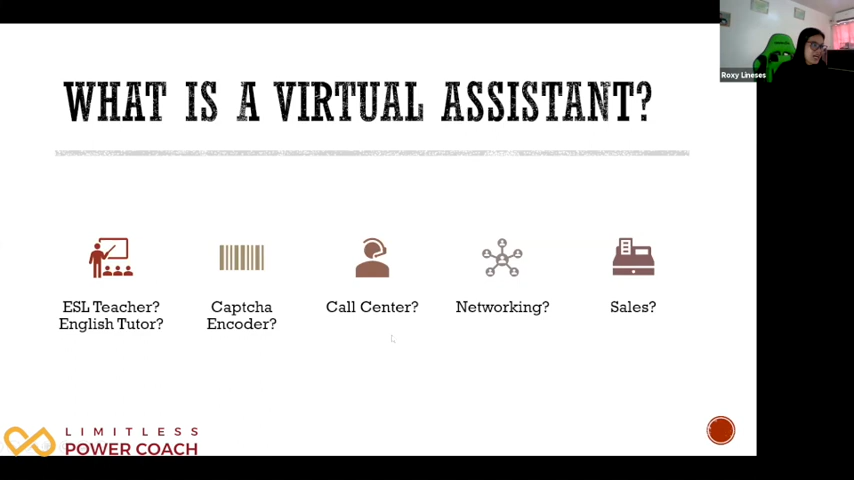 Roxy Lineses
WHAT IS A VIRTUAL ASSISTANT?
ESL Teacher?
English Tutor?
Captcha
Encoder?
Call Center?
Networking?
Sales?
LIMITLESS
POWER COACH